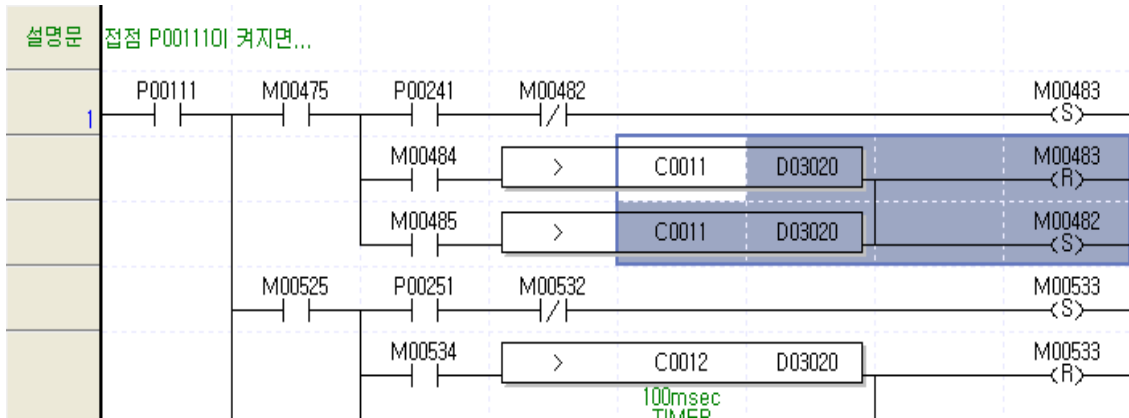 설명문 접점 P00111이 켜지면...
P00111 M00475 P00241 M00482 M00483
1 (S)
M00484 > C0011 D03020 M00483
(R)
M00485 > C0011 D03020 M00482
(S)
M00525 P00251 M00532 M00533
(S)
M00534 > C0012 D03020 M00533
(R)
100msec
TIMER